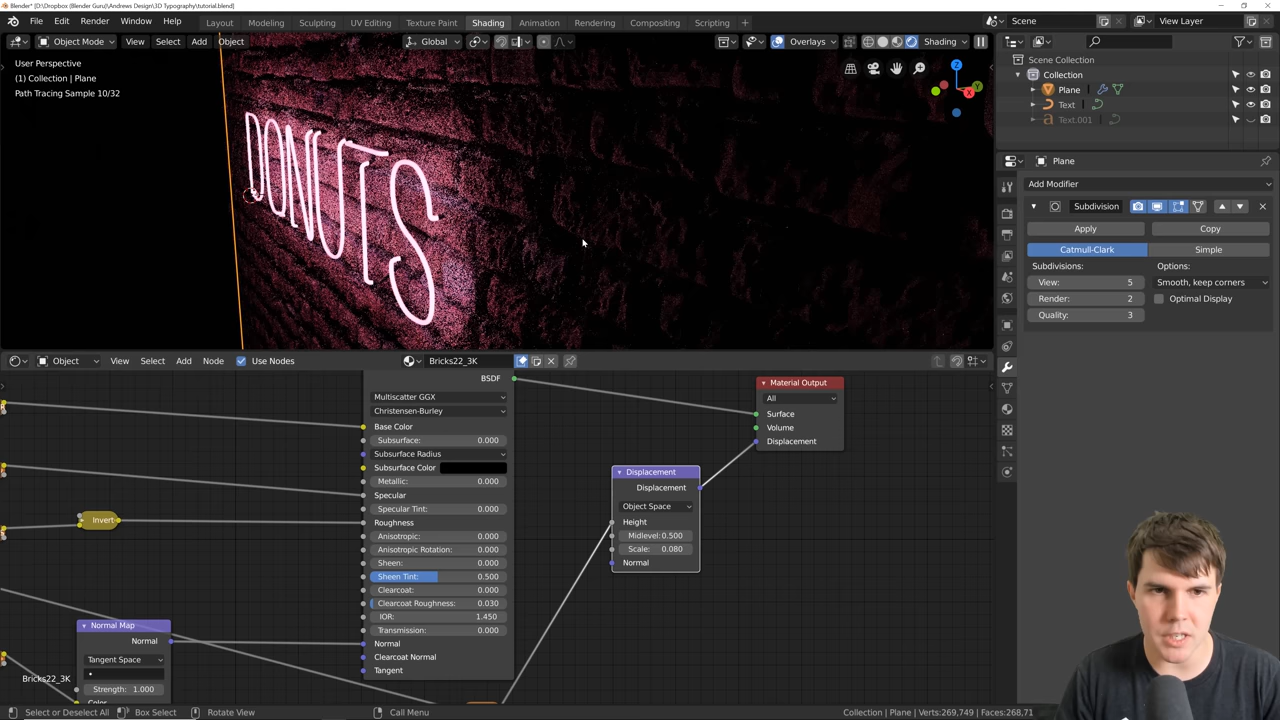 Blender* [D:\Dropbox (Blender Guru)\Andrews Design\3D Typography\tutorial.blend]
File Edit Render Window Help Layout Modeling Sculpting UV Editing Texture Paint Shading Animation Rendering Compositing Scripting Scene View Layer
Object Mode View Select Add Object Global Overlays Shading
User Perspective
(1) Collection | Plane
Path Tracing Sample 10/32
DONUTS
Z
X
Y
Scene Collection
Collection
Plane
Text
Text.001
Plane
Add Modifier
Subdivision
Apply Copy
Catmull-Clark Simple
Subdivisions: Options:
View: 5 Smooth, keep corners
Render: 2 Optimal Display
Quality: 3
Object View Select Add Node Use Nodes Bricks22_3K
BSDF
Multiscatter GGX
Christensen-Burley
Base Color
Subsurface: 0.000
Subsurface Radius
Subsurface Color
Metallic: 0.000
Specular
Specular Tint: 0.000
Roughness
Anisotropic: 0.000
Anisotropic Rotation: 0.000
Sheen: 0.000
Sheen Tint: 0.500
Clearcoat: 0.000
Clearcoat Roughness: 0.030
IOR: 1.450
Transmission: 0.000
Normal
Clearcoat Normal
Tangent
Invert
Normal Map
Normal
Tangent Space
Strength: 1.000
Color
Bricks22_3K
Displacement
Displacement
Object Space
Height
Midlevel: 0.500
Scale: 0.080
Normal
Material Output
All
Surface
Volume
Displacement
Select or Deselect All Box Select Rotate View Call Menu Collection | Plane | Verts:269,749 | Faces:268,71